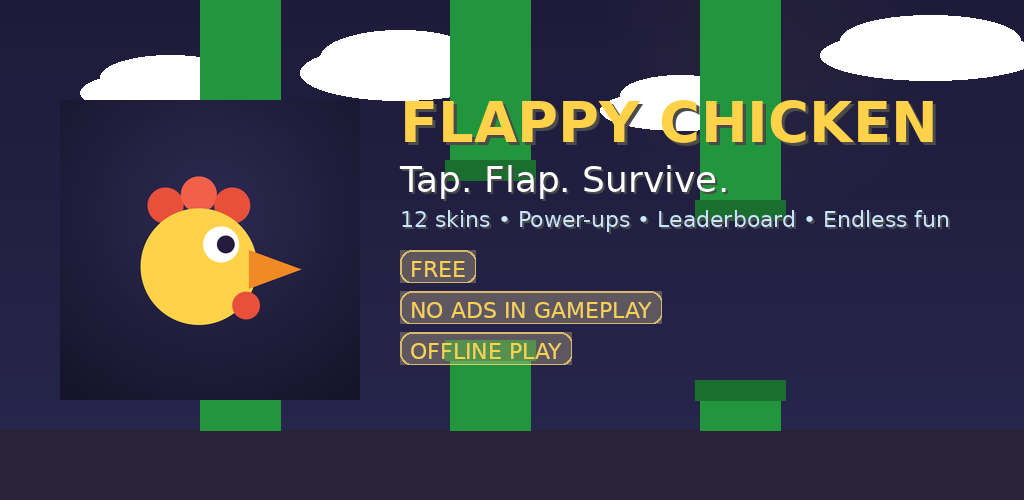 FLAPPY CHICKEN
Tap. Flap. Survive.
12 skins • Power-ups • Leaderboard • Endless fun
FREE
NO ADS IN GAMEPLAY
OFFLINE PLAY